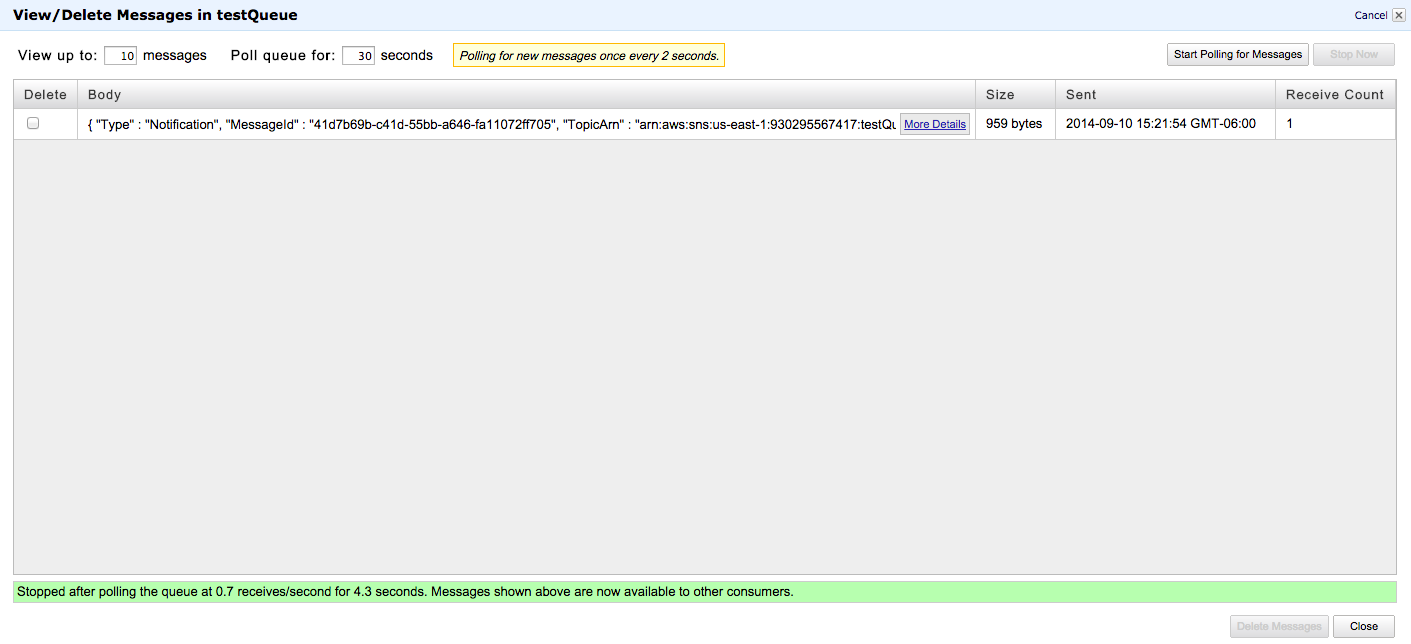 View/Delete Messages in testQueue
Cancel
View up to: 10 messages Poll queue for: 30 seconds Polling for new messages once every 2 seconds. Start Polling for Messages Stop Now
Delete Body Size Sent Receive Count
{ "Type" : "Notification", "MessageId" : "41d7b69b-c41d-55bb-a646-fa11072ff705", "TopicArn" : "arn:aws:sns:us-east-1:930295567417:testQu More Details 959 bytes 2014-09-10 15:21:54 GMT-06:00 1
Stopped after polling the queue at 0.7 receives/second for 4.3 seconds. Messages shown above are now available to other consumers.
Delete Messages Close